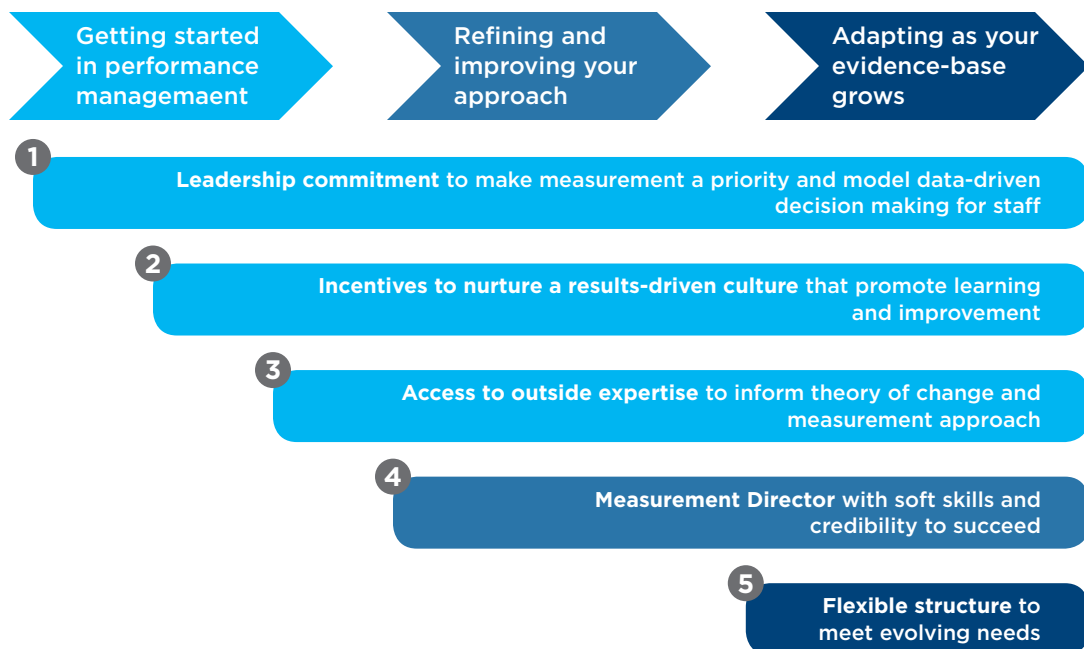 Getting started
in performance
managemaent
Refining and
improving your
approach
Adapting as your
evidence-base
grows
1
Leadership commitment to make measurement a priority and model data-driven
decision making for staff
2
Incentives to nurture a results-driven culture that promote learning
and improvement
3
Access to outside expertise to inform theory of change and
measurement approach
4
Measurement Director with soft skills and
credibility to succeed
5
Flexible structure to
meet evolving needs